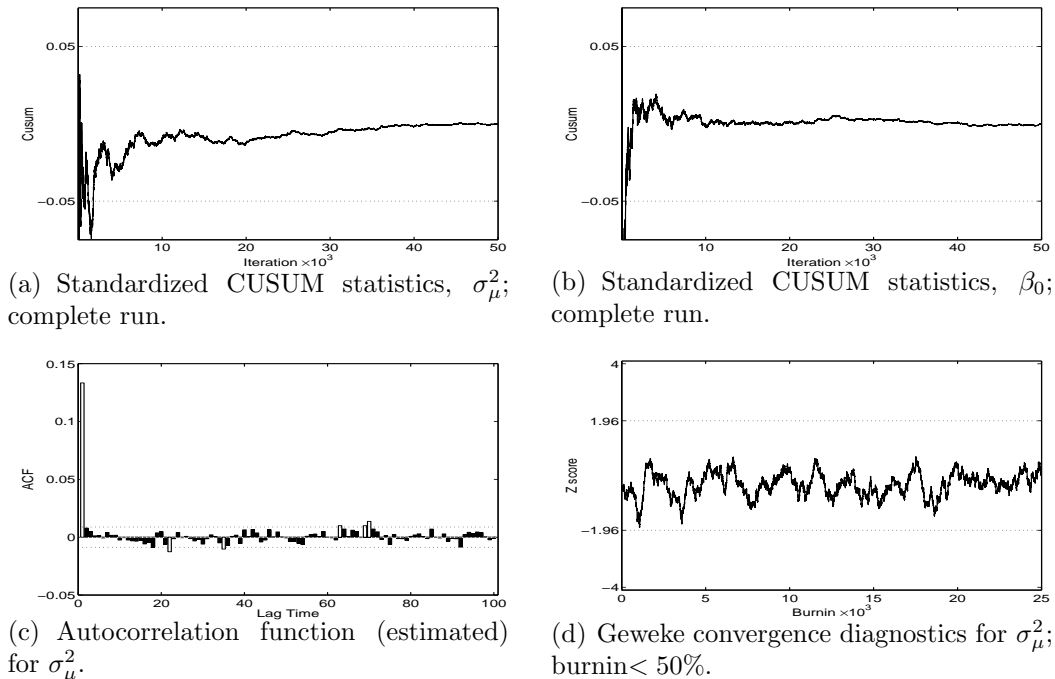 0.05
Cusum
−0.05
0 10 20 30 40 50
Iteration ×10³
(a) Standardized CUSUM statistics, σ²μ;
complete run.
0.05
Cusum
−0.05
0 10 20 30 40 50
Iteration ×10³
(b) Standardized CUSUM statistics, β₀;
complete run.
0.15
0.1
0.05
ACF
0
−0.05
0 20 40 60 80 100
Lag Time
(c) Autocorrelation function (estimated)
for σ²μ.
4
1.96
Z score
−1.96
−4
0 5 10 15 20 25
Burnin ×10³
(d) Geweke convergence diagnostics for σ²μ;
burnin< 50%.